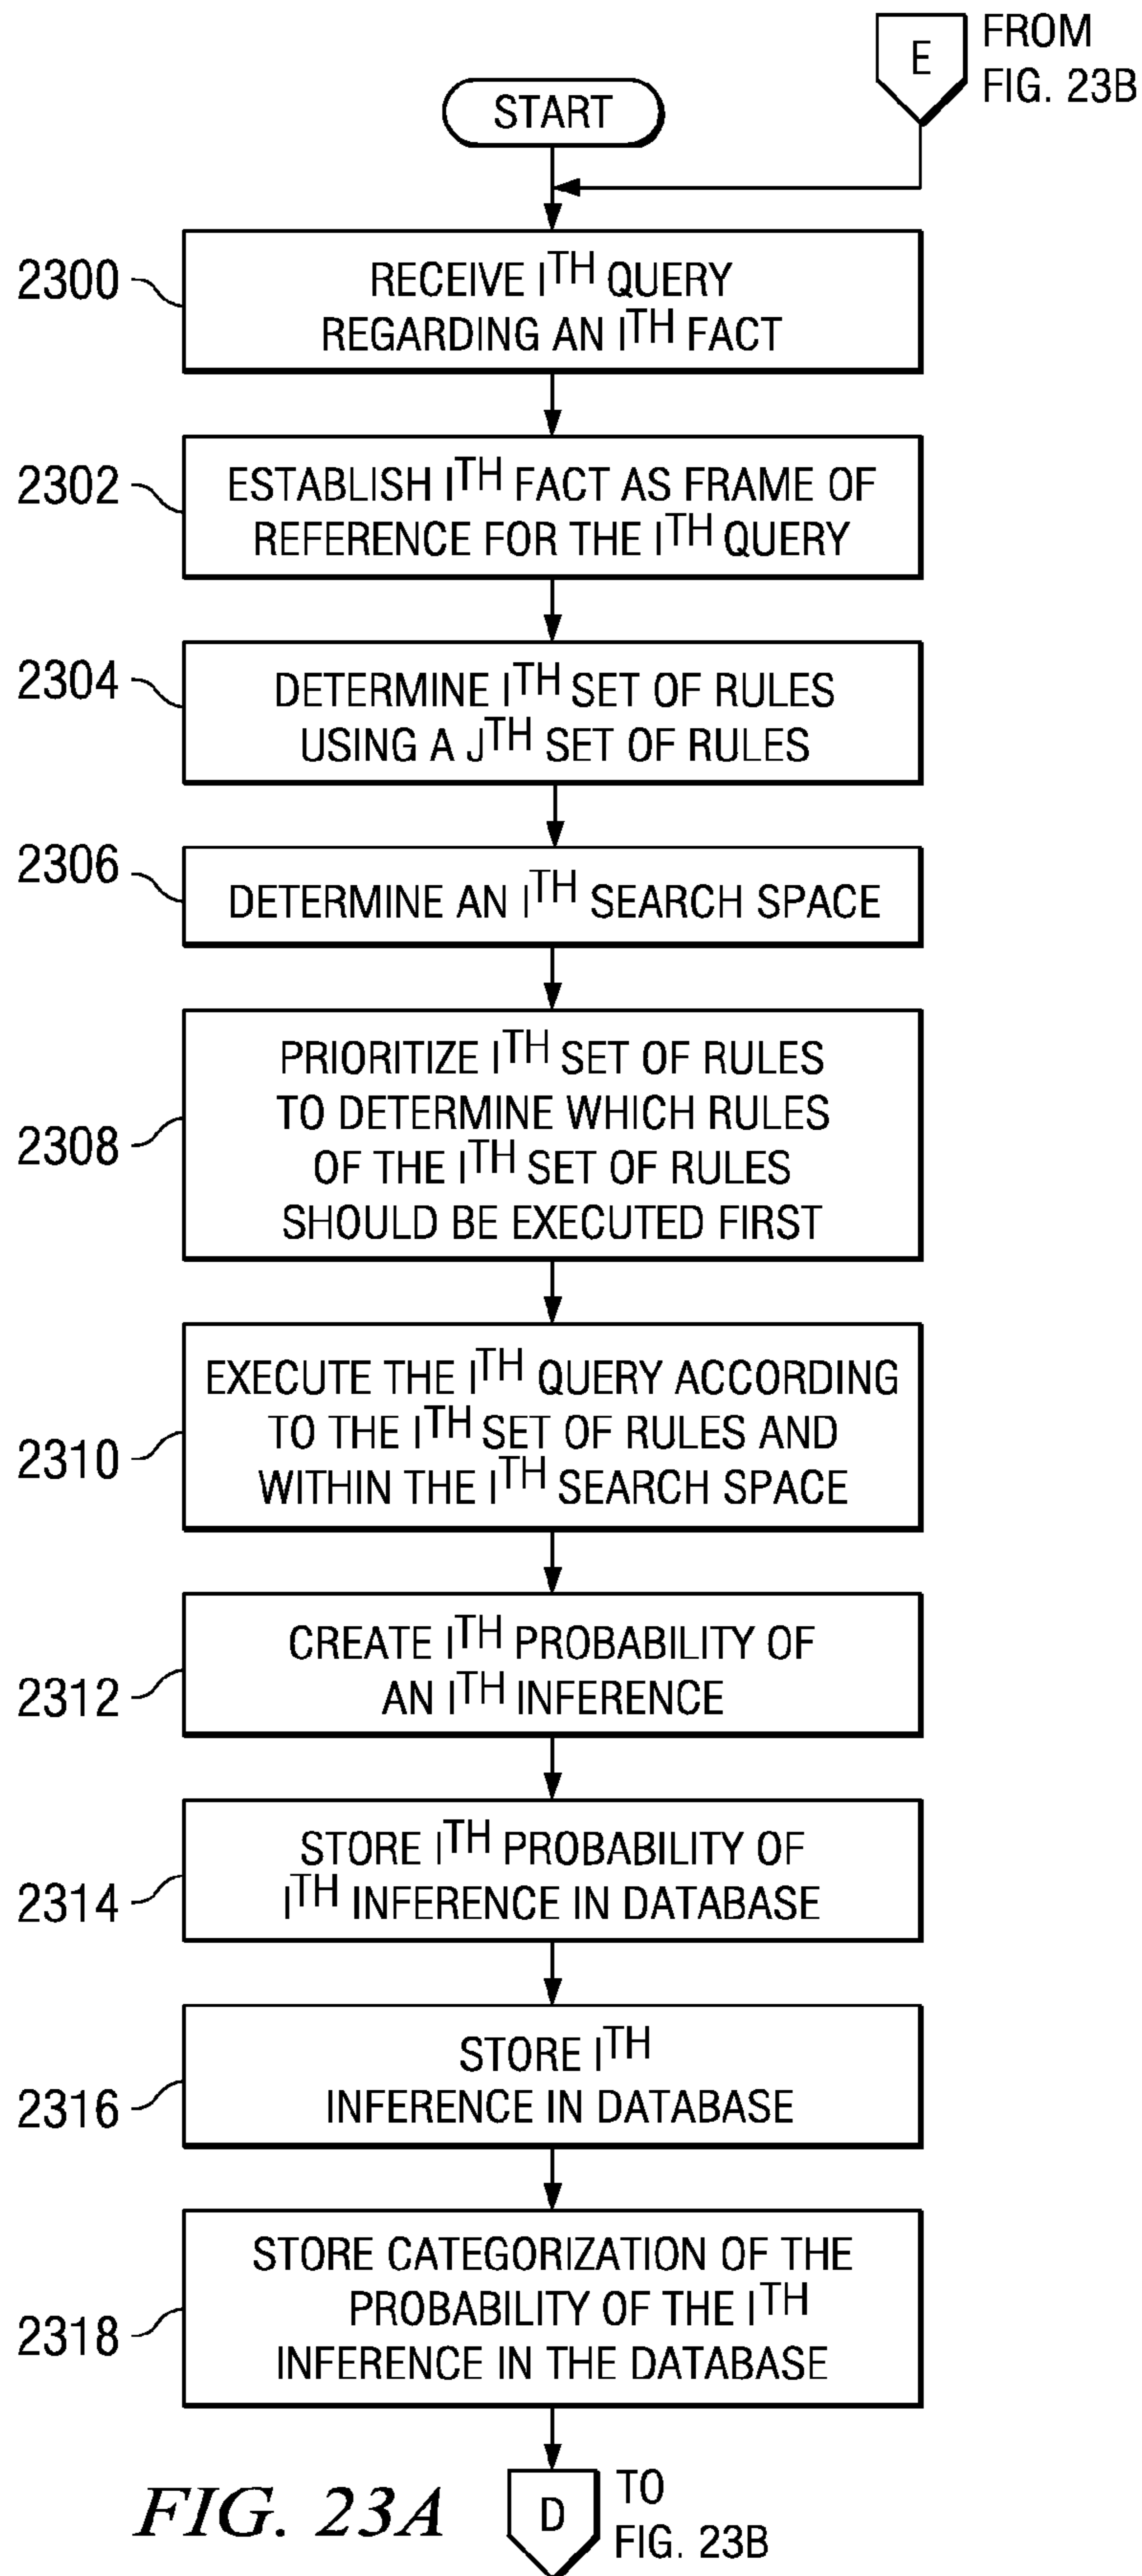 E
FROM
FIG. 23B
START
2300
RECEIVE ITH QUERY
REGARDING AN ITH FACT
2302
ESTABLISH ITH FACT AS FRAME OF
REFERENCE FOR THE ITH QUERY
2304
DETERMINE ITH SET OF RULES
USING A JTH SET OF RULES
2306
DETERMINE AN ITH SEARCH SPACE
2308
PRIORITIZE ITH SET OF RULES
TO DETERMINE WHICH RULES
OF THE ITH SET OF RULES
SHOULD BE EXECUTED FIRST
2310
EXECUTE THE ITH QUERY ACCORDING
TO THE ITH SET OF RULES AND
WITHIN THE ITH SEARCH SPACE
2312
CREATE ITH PROBABILITY OF
AN ITH INFERENCE
2314
STORE ITH PROBABILITY OF
ITH INFERENCE IN DATABASE
2316
STORE ITH
INFERENCE IN DATABASE
2318
STORE CATEGORIZATION OF THE
PROBABILITY OF THE ITH
INFERENCE IN THE DATABASE
FIG. 23A
D
TO
FIG. 23B